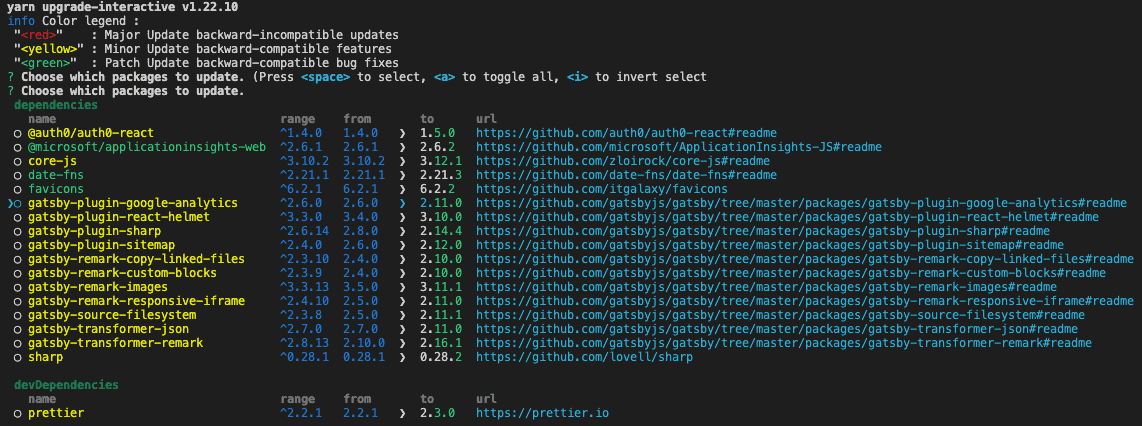 yarn upgrade-interactive v1.22.10
info Color legend :
"<red>" : Major Update backward-incompatible updates
"<yellow>" : Minor Update backward-compatible features
"<green>" : Patch Update backward-compatible bug fixes
? Choose which packages to update. (Press <space> to select, <a> to toggle all, <i> to invert select
? Choose which packages to update.
dependencies
name range from to url
○ @auth0/auth0-react ^1.4.0 1.4.0 ❯ 1.5.0 https://github.com/auth0/auth0-react#readme
○ @microsoft/applicationinsights-web ^2.6.1 2.6.1 ❯ 2.6.2 https://github.com/microsoft/ApplicationInsights-JS#readme
○ core-js ^3.10.2 3.10.2 ❯ 3.12.1 https://github.com/zloirock/core-js#readme
○ date-fns ^2.21.1 2.21.1 ❯ 2.21.3 https://github.com/date-fns/date-fns#readme
○ favicons ^6.2.1 6.2.1 ❯ 6.2.2 https://github.com/itgalaxy/favicons
❯○ gatsby-plugin-google-analytics ^2.6.0 2.6.0 ❯ 2.11.0 https://github.com/gatsbyjs/gatsby/tree/master/packages/gatsby-plugin-google-analytics#readme
○ gatsby-plugin-react-helmet ^3.3.0 3.4.0 ❯ 3.10.0 https://github.com/gatsbyjs/gatsby/tree/master/packages/gatsby-plugin-react-helmet#readme
○ gatsby-plugin-sharp ^2.6.14 2.8.0 ❯ 2.14.4 https://github.com/gatsbyjs/gatsby/tree/master/packages/gatsby-plugin-sharp#readme
○ gatsby-plugin-sitemap ^2.4.0 2.6.0 ❯ 2.12.0 https://github.com/gatsbyjs/gatsby/tree/master/packages/gatsby-plugin-sitemap#readme
○ gatsby-remark-copy-linked-files ^2.3.10 2.4.0 ❯ 2.10.0 https://github.com/gatsbyjs/gatsby/tree/master/packages/gatsby-remark-copy-linked-files#readme
○ gatsby-remark-custom-blocks ^2.3.9 2.4.0 ❯ 2.10.0 https://github.com/gatsbyjs/gatsby/tree/master/packages/gatsby-remark-custom-blocks#readme
○ gatsby-remark-images ^3.3.13 3.5.0 ❯ 3.11.1 https://github.com/gatsbyjs/gatsby/tree/master/packages/gatsby-remark-images#readme
○ gatsby-remark-responsive-iframe ^2.4.10 2.5.0 ❯ 2.11.0 https://github.com/gatsbyjs/gatsby/tree/master/packages/gatsby-remark-responsive-iframe#readme
○ gatsby-source-filesystem ^2.3.8 2.5.0 ❯ 2.11.1 https://github.com/gatsbyjs/gatsby/tree/master/packages/gatsby-source-filesystem#readme
○ gatsby-transformer-json ^2.7.0 2.7.0 ❯ 2.11.0 https://github.com/gatsbyjs/gatsby/tree/master/packages/gatsby-transformer-json#readme
○ gatsby-transformer-remark ^2.8.13 2.10.0 ❯ 2.16.1 https://github.com/gatsbyjs/gatsby/tree/master/packages/gatsby-transformer-remark#readme
○ sharp ^0.28.1 0.28.1 ❯ 0.28.2 https://github.com/lovell/sharp
devDependencies
name range from to url
○ prettier ^2.2.1 2.2.1 ❯ 2.3.0 https://prettier.io